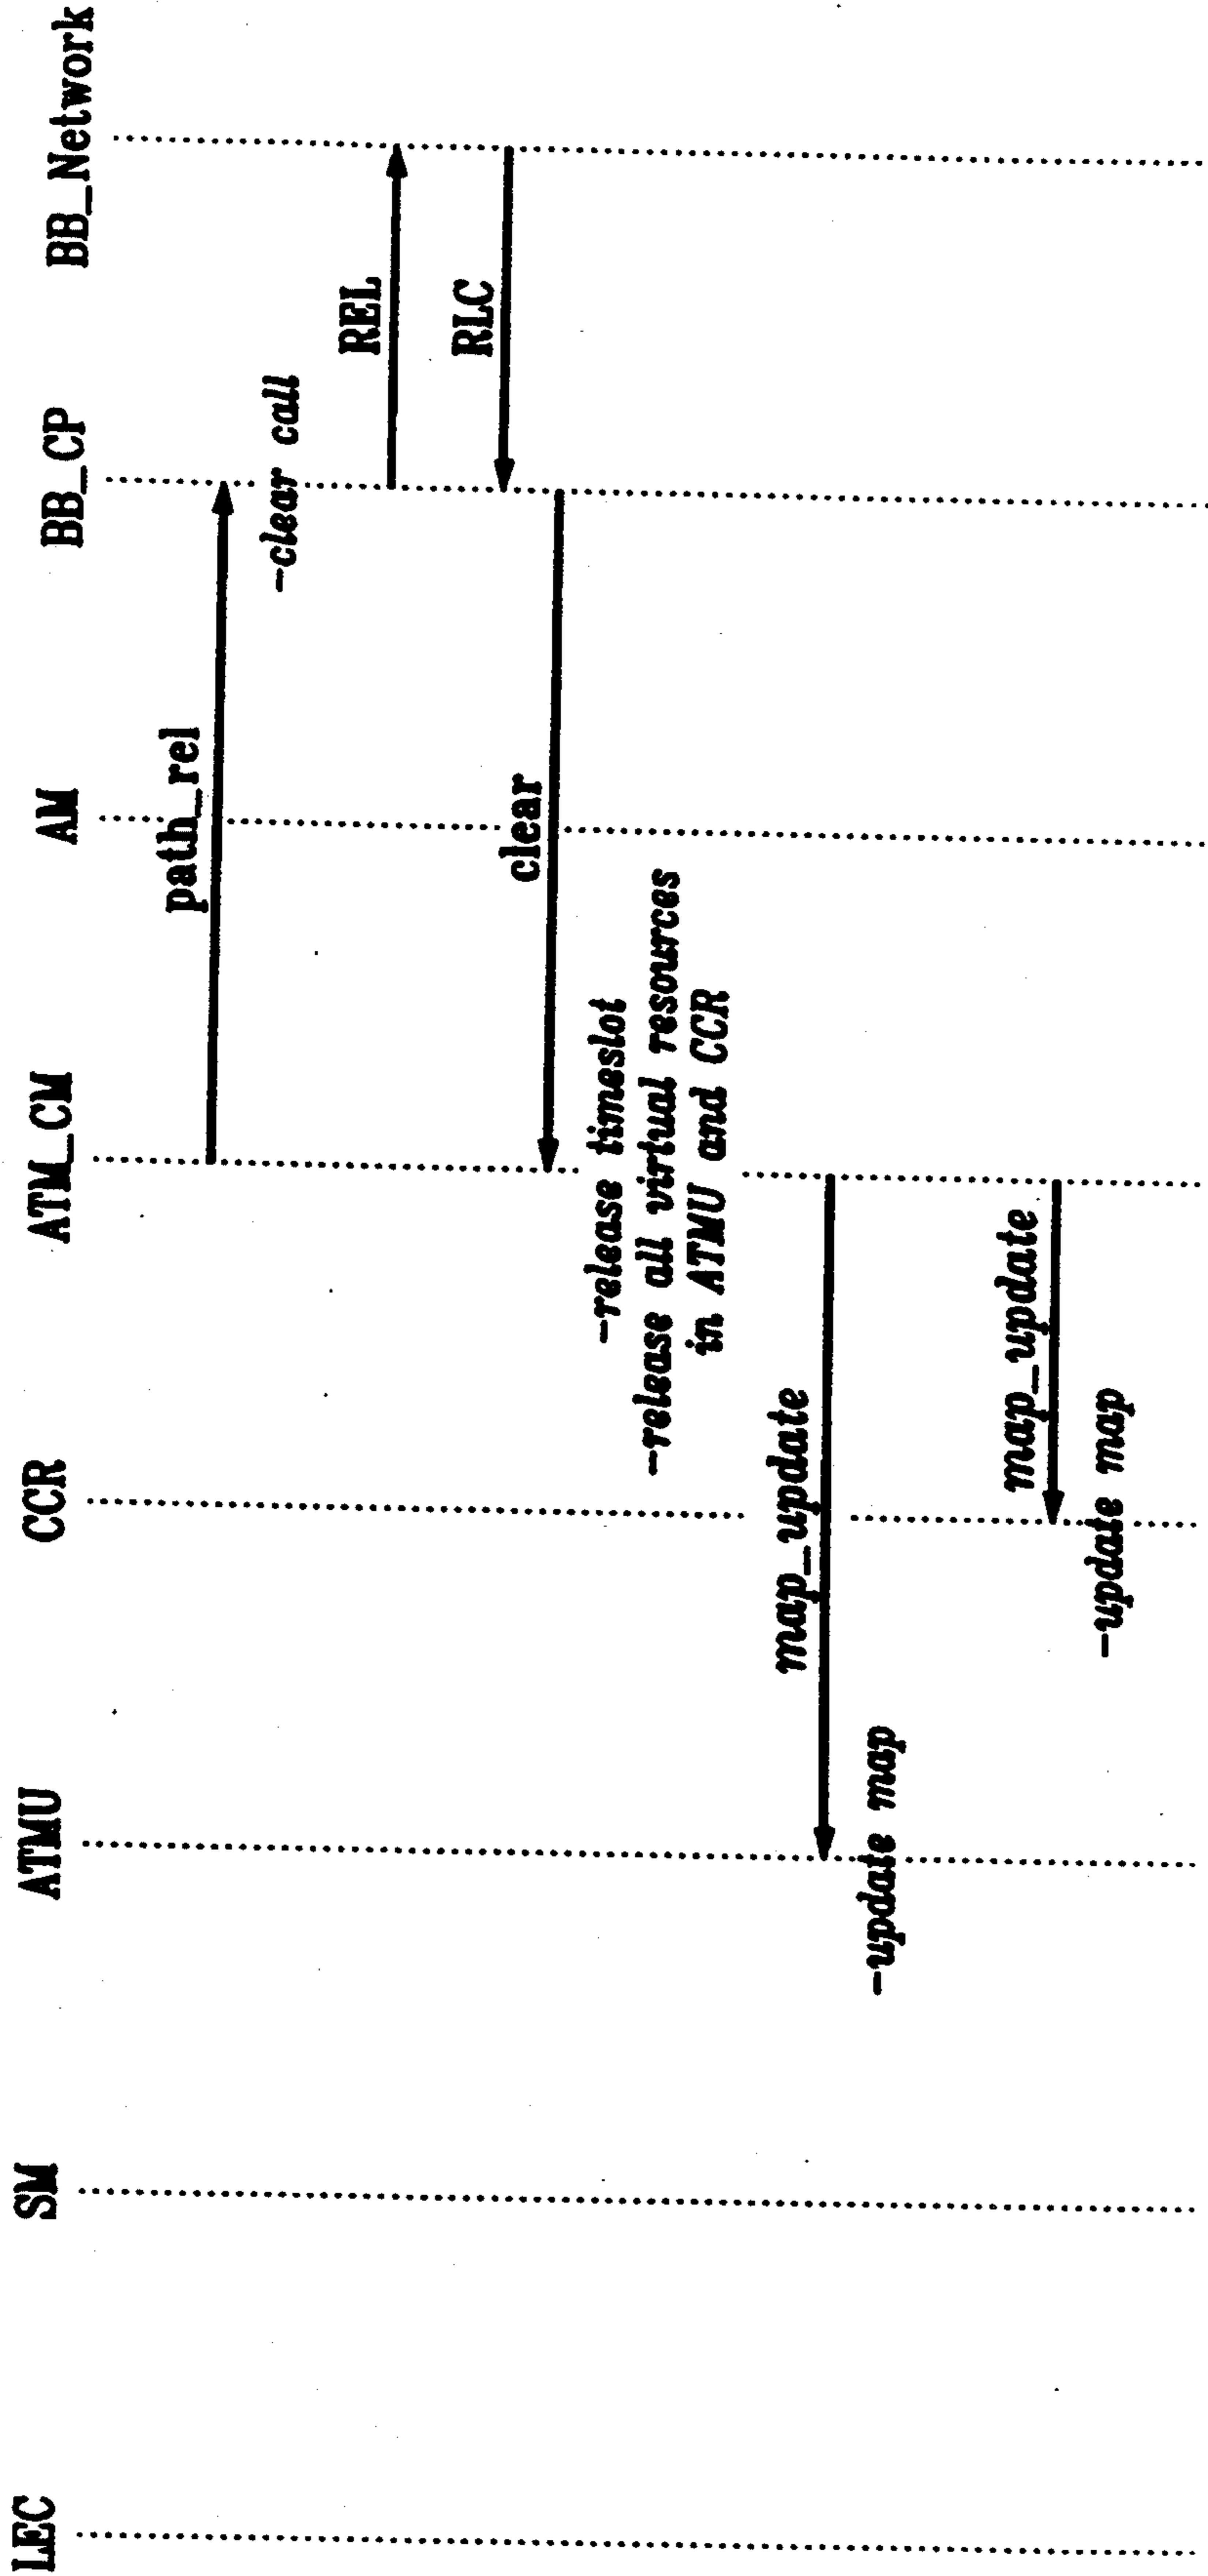 LEC SM ATMU CCR ATM_CM AM BB_CP BB_Network
path_rel
-clear call
REL
RLC
clear
-release timeslot
-release all virtual resources
in ATMU and CCR
map_update
-update map
map_update
-update map